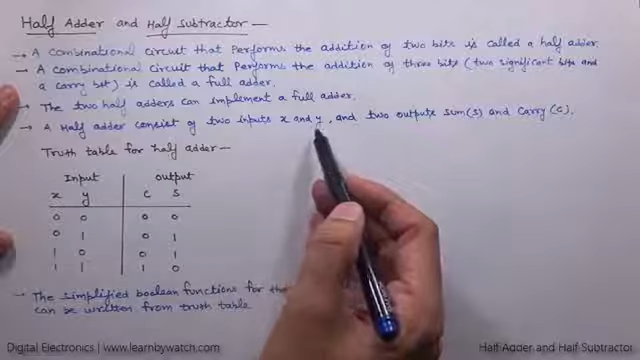 Half Adder and Half Subtractor —
→ A combinational circuit that performs the addition of two bits is called a half adder.
→ A combinational circuit that performs the addition of three bits (two significant bits and
a carry bit) is called a full adder.
→ The two half adders can implement a full adder.
→ A Half adder consist of two inputs x and y, and two outputs sum(S) and carry (C).
Truth table for half adder —
Input output
x y C S
0 0 0 0
0 1 0 1
1 0 0 1
1 1 1 0
→ The simplified boolean functions for
can be written from truth table
Digital Electronics | www.learnbywatch.com Half Adder and Half Subtractor